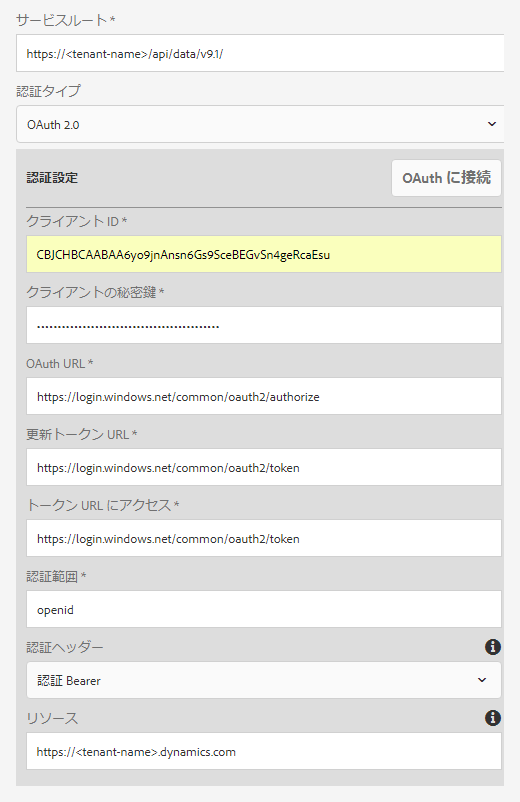 サービスルート *
https://<tenant-name>/api/data/v9.1/
認証タイプ
OAuth 2.0
認証設定
OAuth に接続
クライアント ID *
CBJCHBCAABAA6yo9jnAnsn6Gs9SceBEGvSn4geRcaEsu
クライアントの秘密鍵 *
OAuth URL *
https://login.windows.net/common/oauth2/authorize
更新トークン URL *
https://login.windows.net/common/oauth2/token
トークン URL にアクセス *
https://login.windows.net/common/oauth2/token
認証範囲 *
openid
認証ヘッダー
認証 Bearer
リソース
https://<tenant-name>.dynamics.com